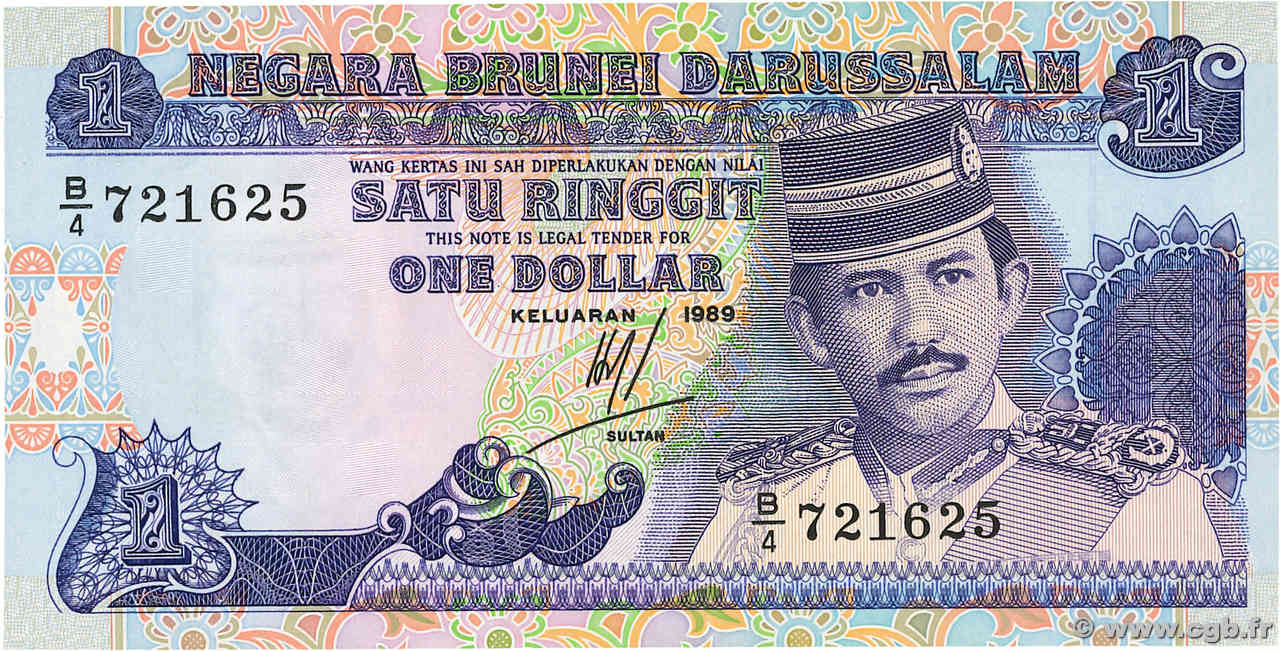 1 NEGARA BRUNEI DARUSSALAM 1
WANG KERTAS INI SAH DIPERLAKUKAN DENGAN NILAI
B/4 721625
SATU RINGGIT
THIS NOTE IS LEGAL TENDER FOR
ONE DOLLAR
KELUARAN 1989
SULTAN
1
B/4 721625
© www.cgb.fr